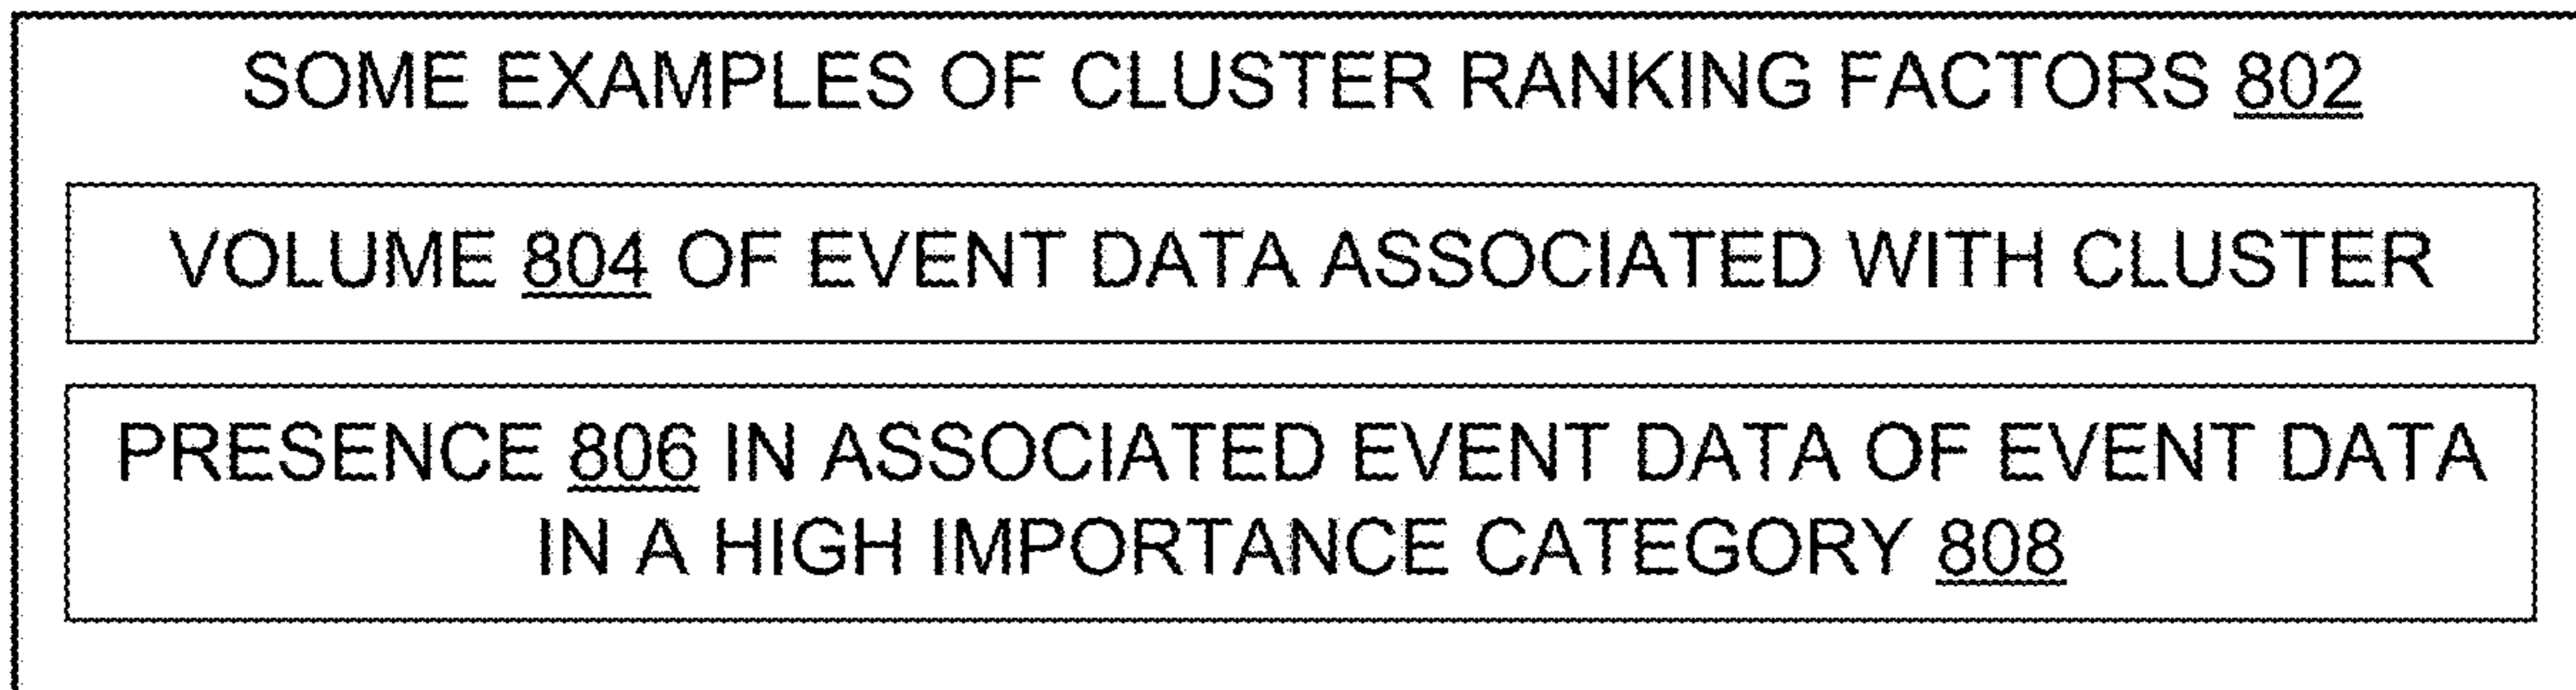 SOME EXAMPLES OF CLUSTER RANKING FACTORS 802
VOLUME 804 OF EVENT DATA ASSOCIATED WITH CLUSTER
PRESENCE 806 IN ASSOCIATED EVENT DATA OF EVENT DATA
IN A HIGH IMPORTANCE CATEGORY 808